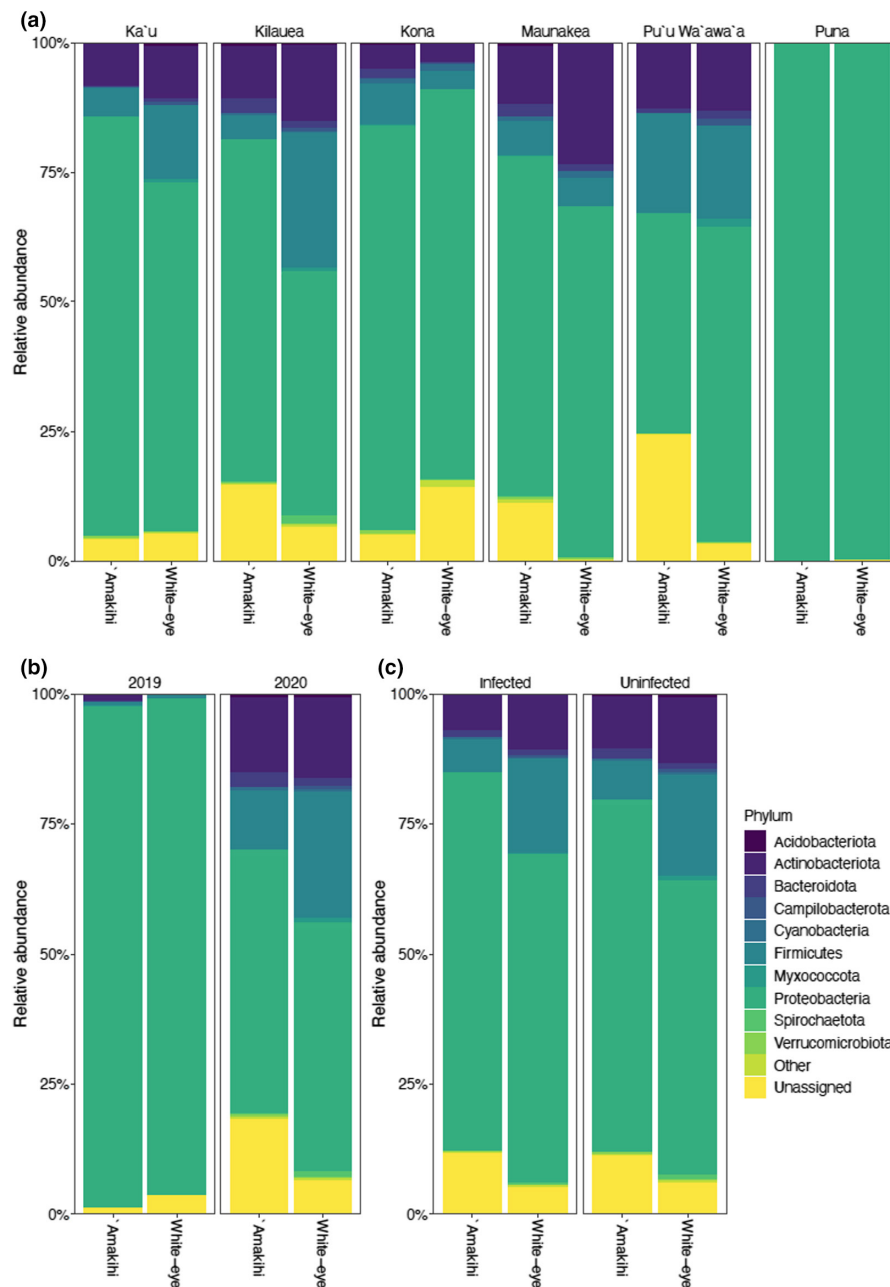 (a)
Ka`u Kilauea Kona Maunakea Pu`u Wa`awa`a Puna
100%
75%
50%
25%
0%
Relative abundance
`Amakihi White-eye `Amakihi White-eye `Amakihi White-eye `Amakihi White-eye `Amakihi White-eye `Amakihi White-eye
(b)
2019 2020
100%
75%
50%
25%
0%
Relative abundance
`Amakihi White-eye `Amakihi White-eye
(c)
Infected Uninfected
100%
75%
50%
25%
0%
Relative abundance
`Amakihi White-eye `Amakihi White-eye
Phylum
Acidobacteriota
Actinobacteriota
Bacteroidota
Campilobacterota
Cyanobacteria
Firmicutes
Myxococcota
Proteobacteria
Spirochaetota
Verrucomicrobiota
Other
Unassigned